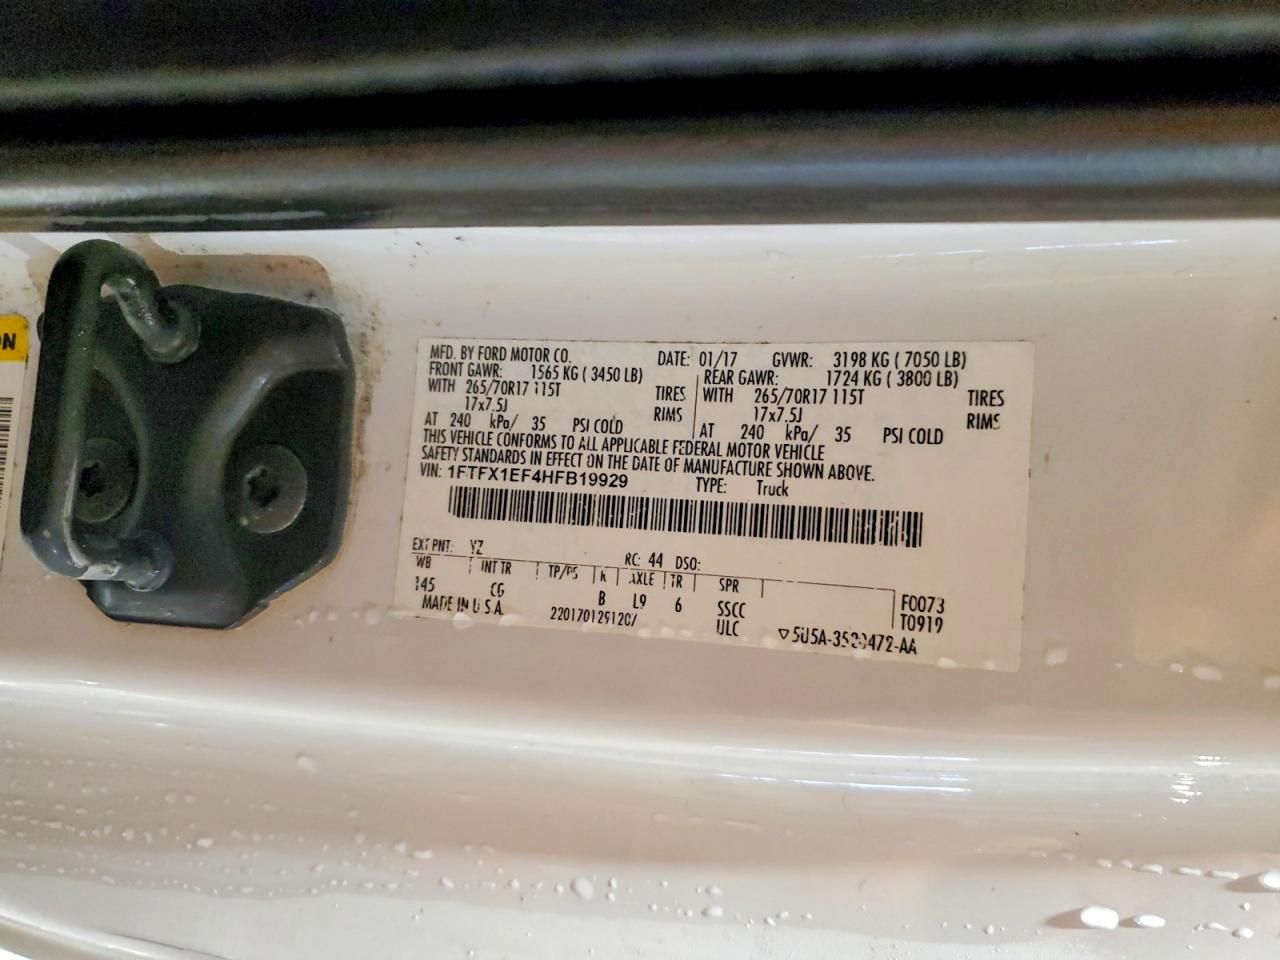 ON
MFD. BY FORD MOTOR CO. DATE: 01/17 GVWR: 3198 KG ( 7050 LB)
FRONT GAWR: 1565 KG ( 3450 LB) REAR GAWR: 1724 KG ( 3800 LB)
WITH 265/70R17 115T TIRES WITH 265/70R17 115T TIRES
17x7.5J RIMS 17x7.5J RIMS
AT 240 kPa/ 35 PSI COLD AT 240 kPa/ 35 PSI COLD
THIS VEHICLE CONFORMS TO ALL APPLICABLE FEDERAL MOTOR VEHICLE
SAFETY STANDARDS IN EFFECT ON THE DATE OF MANUFACTURE SHOWN ABOVE.
VIN: 1FTFX1EF4HFB19929 TYPE: Truck
EXT PNT: YZ RC: 44 DSO:
WB INT TR TP/PS R AXLE TR SPR
145 CG B L9 6 SSCC F0073
MADE IN U.S.A. ULC T0919